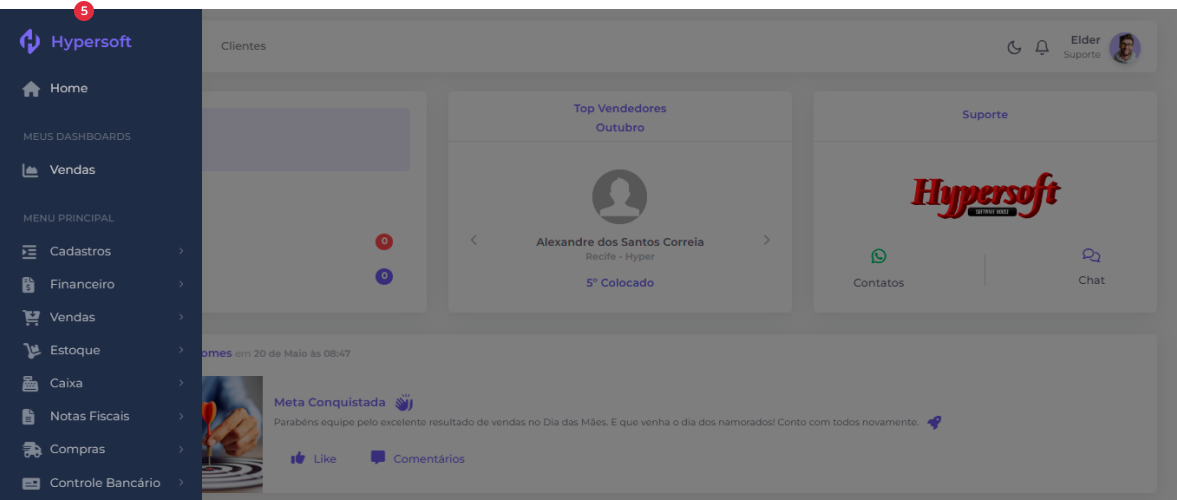 5
Hypersoft
Home
MEUS DASHBOARDS
Vendas
MENU PRINCIPAL
Cadastros
Financeiro
Vendas
Estoque
Caixa
Notas Fiscais
Compras
Controle Bancário
Clientes
Elder
Suporte
0
0
Top Vendedores
Outubro
Alexandre dos Santos Correia
Recife - Hyper
5º Colocado
Suporte
Hypersoft
SOFTWARE HOUSE
Contatos
Chat
omes em 20 de Maio às 08:47
Meta Conquistada
Parabéns equipe pelo excelente resultado de vendas no Dia das Mães. E que venha o dia dos namorados! Conto com todos novamente.
Like
Comentários